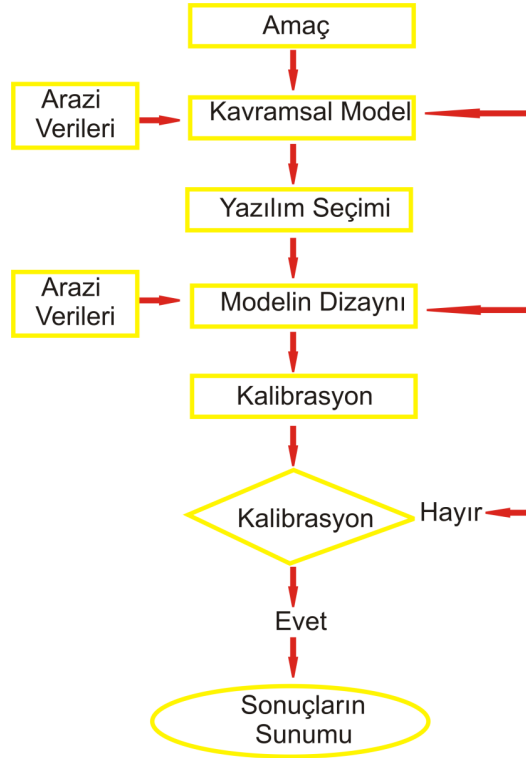 Amaç
Arazi
Verileri
Kavramsal Model
Yazılım Seçimi
Arazi
Verileri
Modelin Dizaynı
Kalibrasyon
Kalibrasyon
Hayır
Evet
Sonuçların
Sunumu